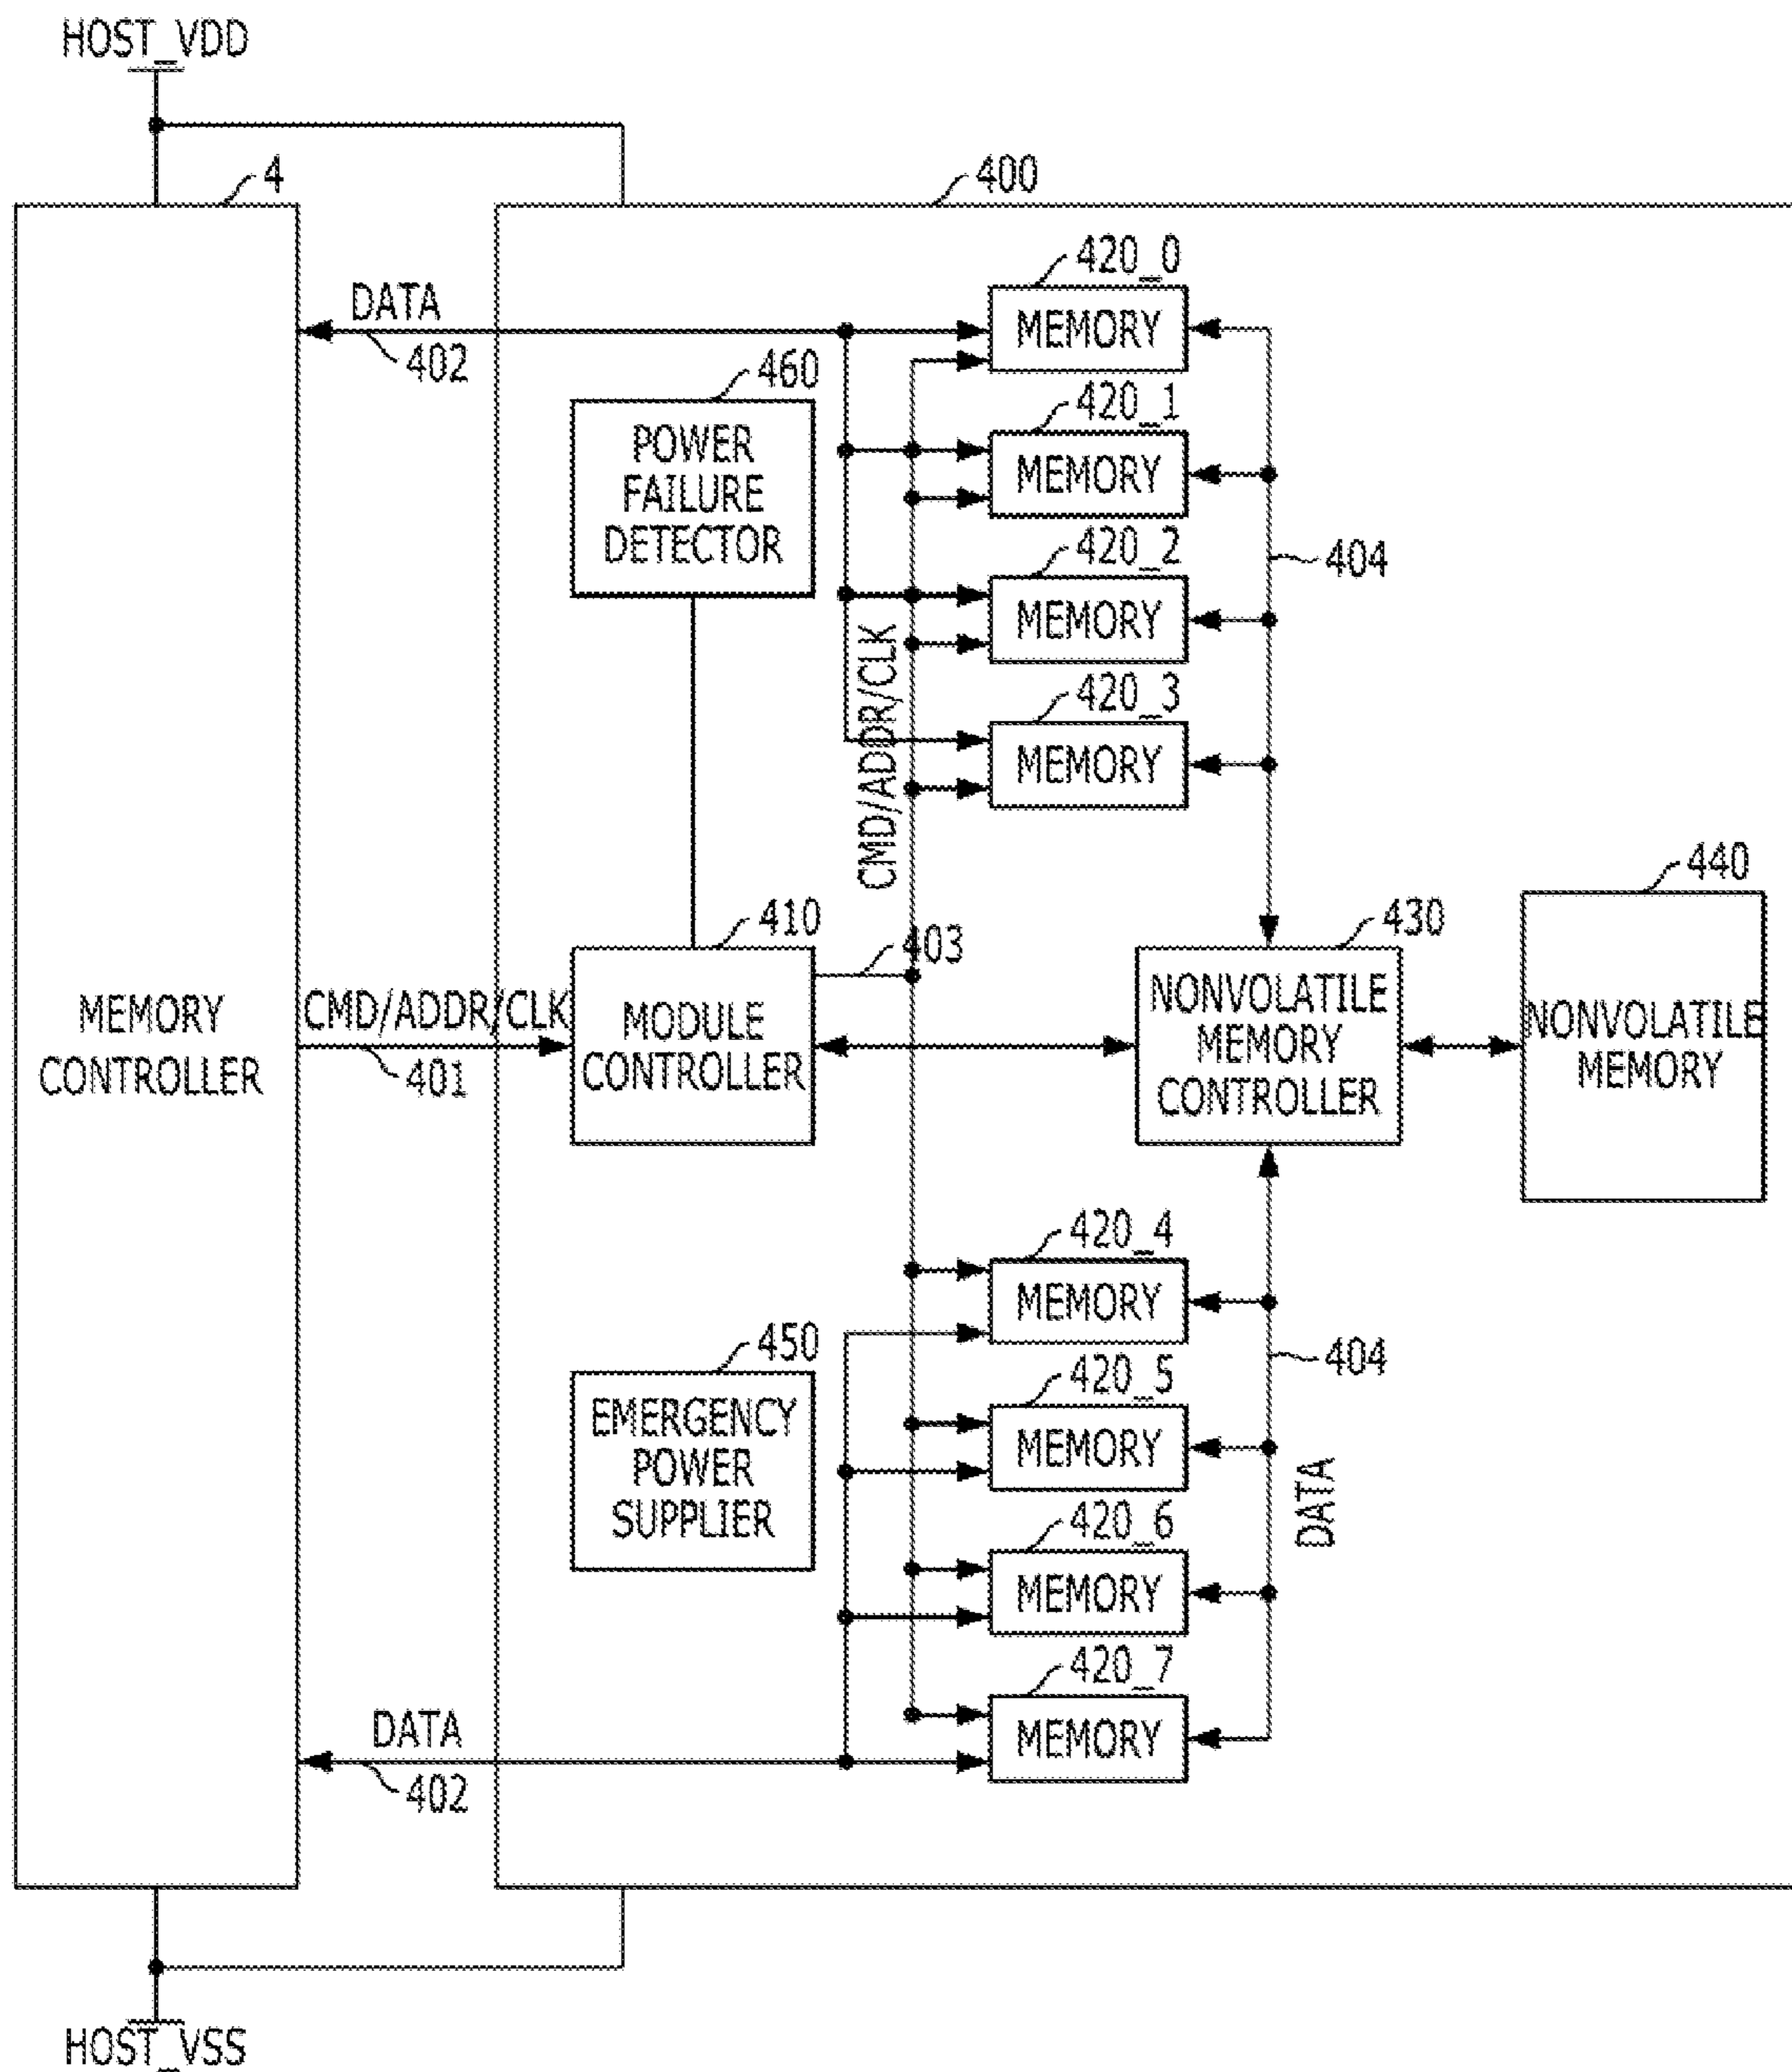 HOST_VDD
4
400
420_0
DATA
MEMORY
402
460
420_1
POWER
FAILURE
DETECTOR
MEMORY
420_2
404
MEMORY
CMD/ADDR/CLK
420_3
MEMORY
440
410
403
430
MEMORY
CONTROLLER
CMD/ADDR/CLK
401
MODULE
CONTROLLER
NONVOLATILE
MEMORY
CONTROLLER
NONVOLATILE
MEMORY
420_4
MEMORY
450
404
420_5
EMERGENCY
POWER
SUPPLIER
MEMORY
DATA
420_6
MEMORY
420_7
DATA
MEMORY
402
HOST_VSS